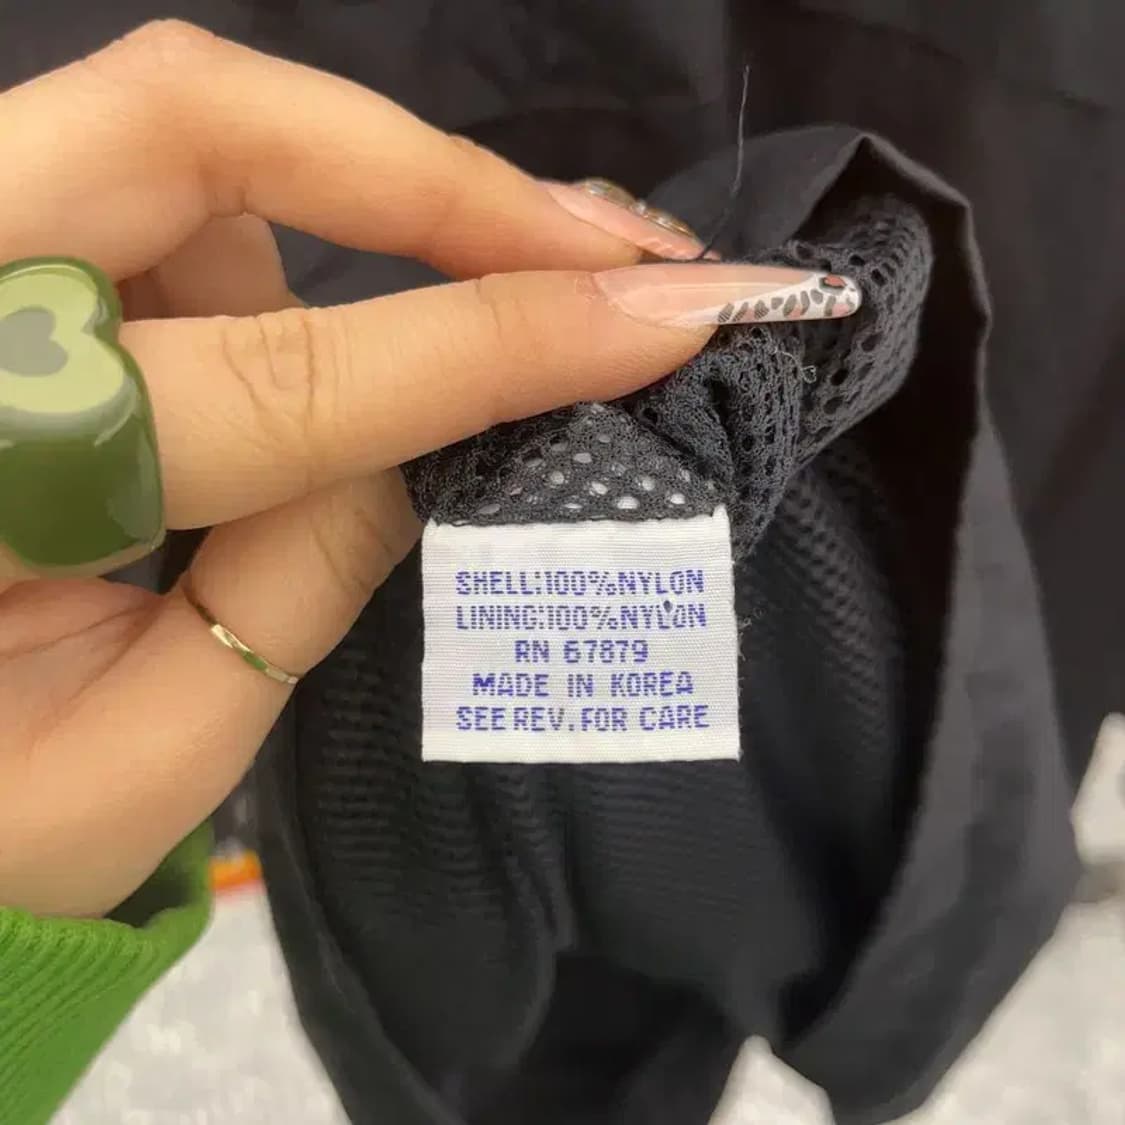 SHELL:100%NYLON
LINING:100%NYLON
RN 67879
MADE IN KOREA
SEE REV. FOR CARE